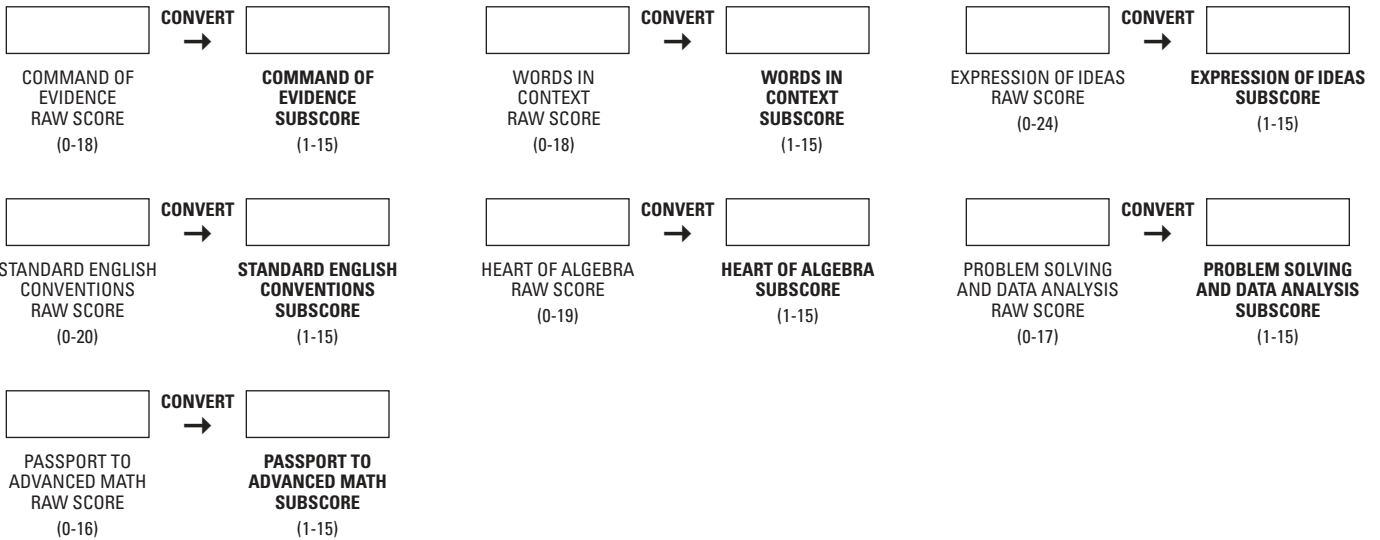 CONVERT
→
COMMAND OF
EVIDENCE
RAW SCORE
(0-18)
COMMAND OF
EVIDENCE
SUBSCORE
(1-15)
CONVERT
→
WORDS IN
CONTEXT
RAW SCORE
(0-18)
WORDS IN
CONTEXT
SUBSCORE
(1-15)
CONVERT
→
EXPRESSION OF IDEAS
RAW SCORE
(0-24)
EXPRESSION OF IDEAS
SUBSCORE
(1-15)
CONVERT
→
STANDARD ENGLISH
CONVENTIONS
RAW SCORE
(0-20)
STANDARD ENGLISH
CONVENTIONS
SUBSCORE
(1-15)
CONVERT
→
HEART OF ALGEBRA
RAW SCORE
(0-19)
HEART OF ALGEBRA
SUBSCORE
(1-15)
CONVERT
→
PROBLEM SOLVING
AND DATA ANALYSIS
RAW SCORE
(0-17)
PROBLEM SOLVING
AND DATA ANALYSIS
SUBSCORE
(1-15)
CONVERT
→
PASSPORT TO
ADVANCED MATH
RAW SCORE
(0-16)
PASSPORT TO
ADVANCED MATH
SUBSCORE
(1-15)